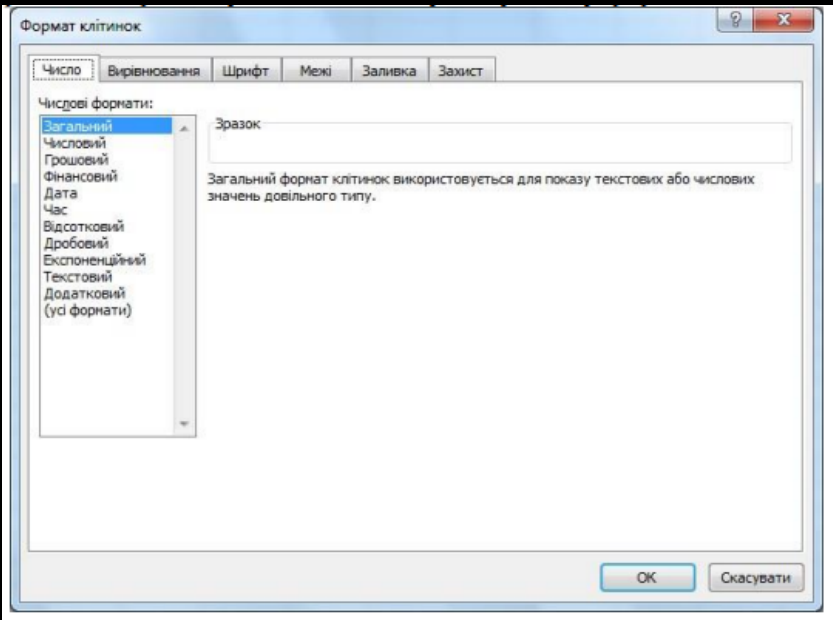 Формат клітинок
Число Вирівнювання Шрифт Межі Заливка Захист
Числові формати:
Загальний
Числовий
Грошовий
Фінансовий
Дата
Час
Відсотковий
Дробовий
Експоненційний
Текстовий
Додатковий
(усі формати)
Зразок
Загальний формат клітинок використовується для показу текстових або числових
значень довільного типу.
ОК Скасувати